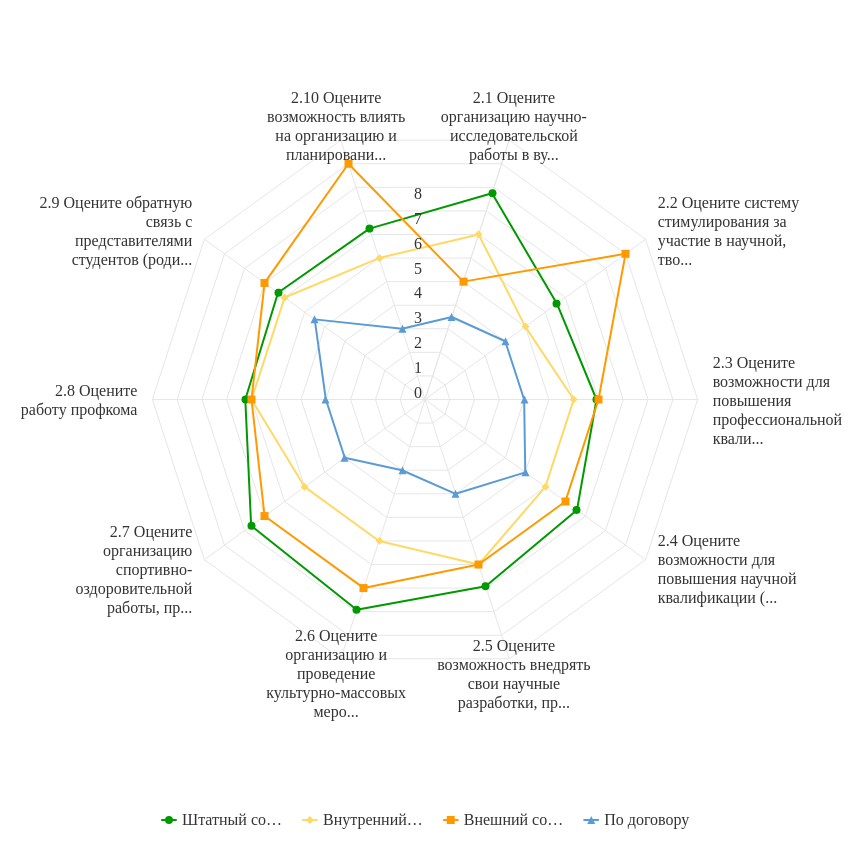 2.10 Оцените
возможность влиять
на организацию и
планировани...
2.1 Оцените
организацию научно-
исследовательской
работы в ву...
2.9 Оцените обратную
связь с
представителями
студентов (роди...
2.2 Оцените систему
стимулирования за
участие в научной,
тво...
8
7
6
5
4
3
2
1
0
2.8 Оцените
работу профкома
2.3 Оцените
возможности для
повышения
профессиональной
квали...
2.7 Оцените
организацию
спортивно-
оздоровительной
работы, пр...
2.4 Оцените
возможности для
повышения научной
квалификации (...
2.6 Оцените
организацию и
проведение
культурно-массовых
меро...
2.5 Оцените
возможность внедрять
свои научные
разработки, пр...
Штатный со… Внутренний… Внешний со… По договору